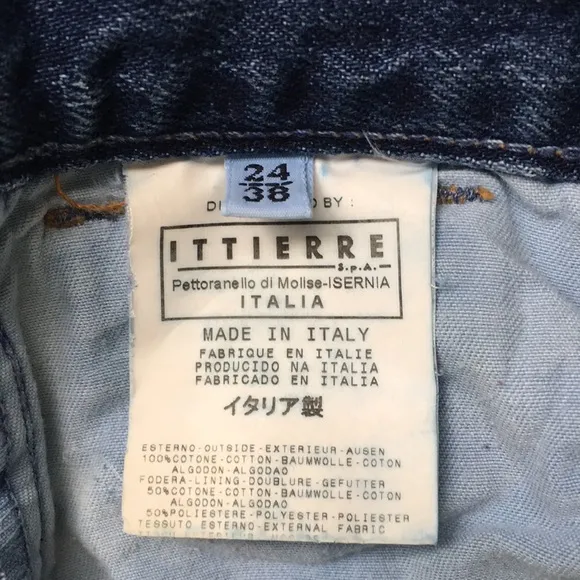 24
38
BY :
ITTIERRE
S.p.A.
Pettoranello di Molise-ISERNIA
ITALIA
MADE IN ITALY
FABRIQUE EN ITALIE
PRODUCIDO NA ITALIA
FABRICADO EN ITALIA
イタリア製
ESTERNO-OUTSIDE-EXTERIEUR-AUSEN
100%COTONE-COTTON-BAUMWOLLE-COTON
ALGODON-ALGODAO
FODERA-LINING-DOUBLURE-GEFUTTER
50%COTONE-COTTON-BAUMWOLLE-COTON
ALGODON-ALGODAO
50%POLIESTERE-POLYESTER-POLIESTER
TESSUTO ESTERNO-EXTERNAL FABRIC